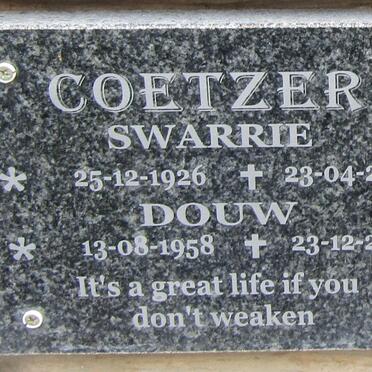 COETZER
SWARRIE
* 25-12-1926 ✝ 23-04-2
DOUW
* 13-08-1958 ✝ 23-12-2
It's a great life if you
don't weaken